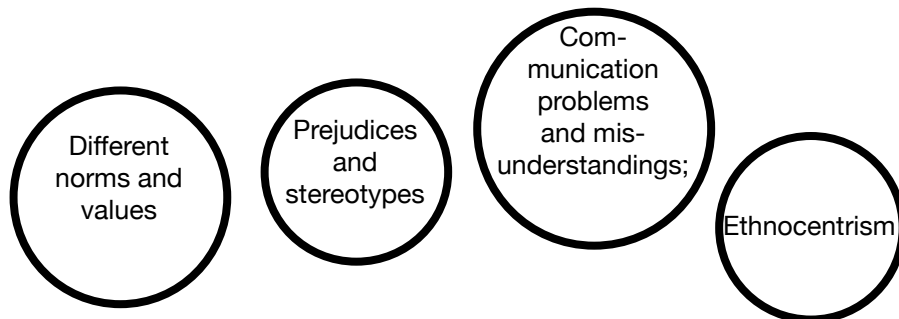 Different
norms and
values
Prejudices
and
stereotypes
Com-
munication
problems
and mis-
understandings;
Ethnocentrism